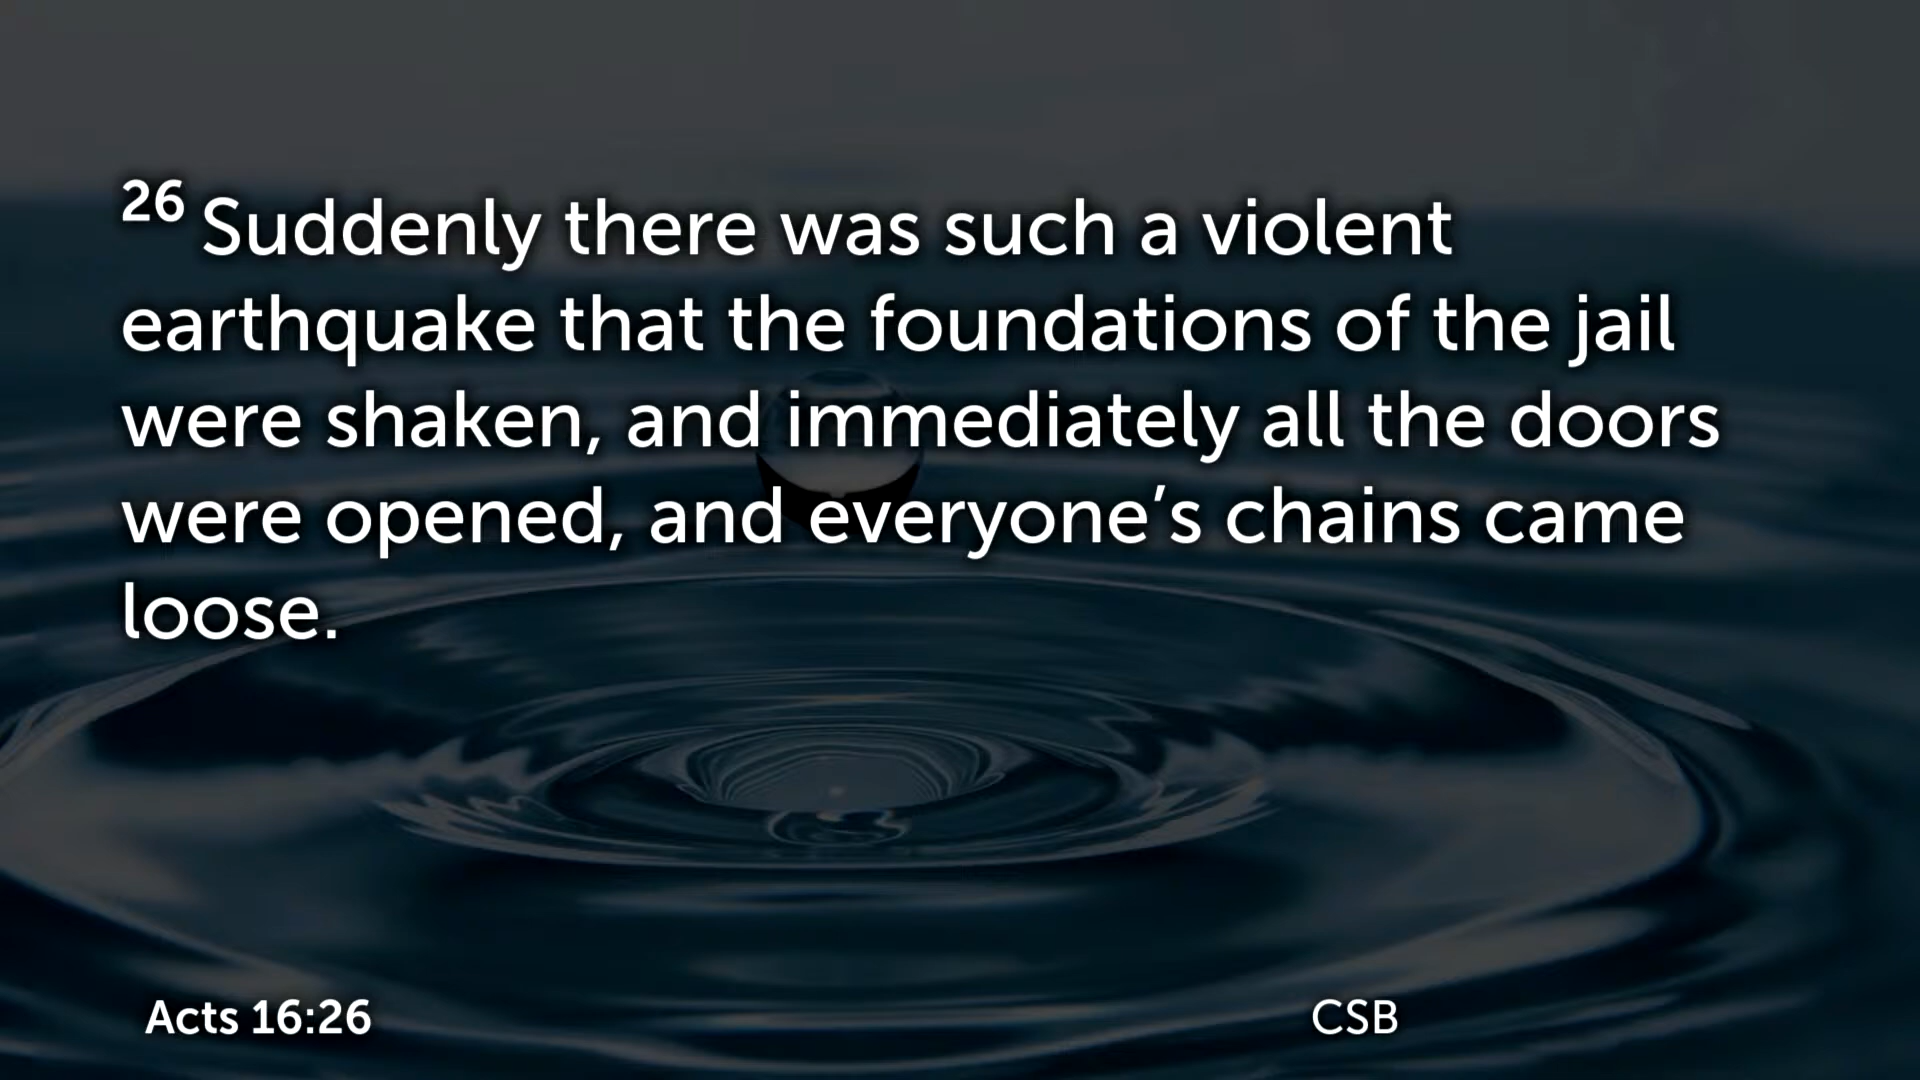 26 Suddenly there was such a violent
earthquake that the foundations of the jail
were shaken, and immediately all the doors
were opened, and everyone’s chains came
loose.
Acts 16:26
CSB